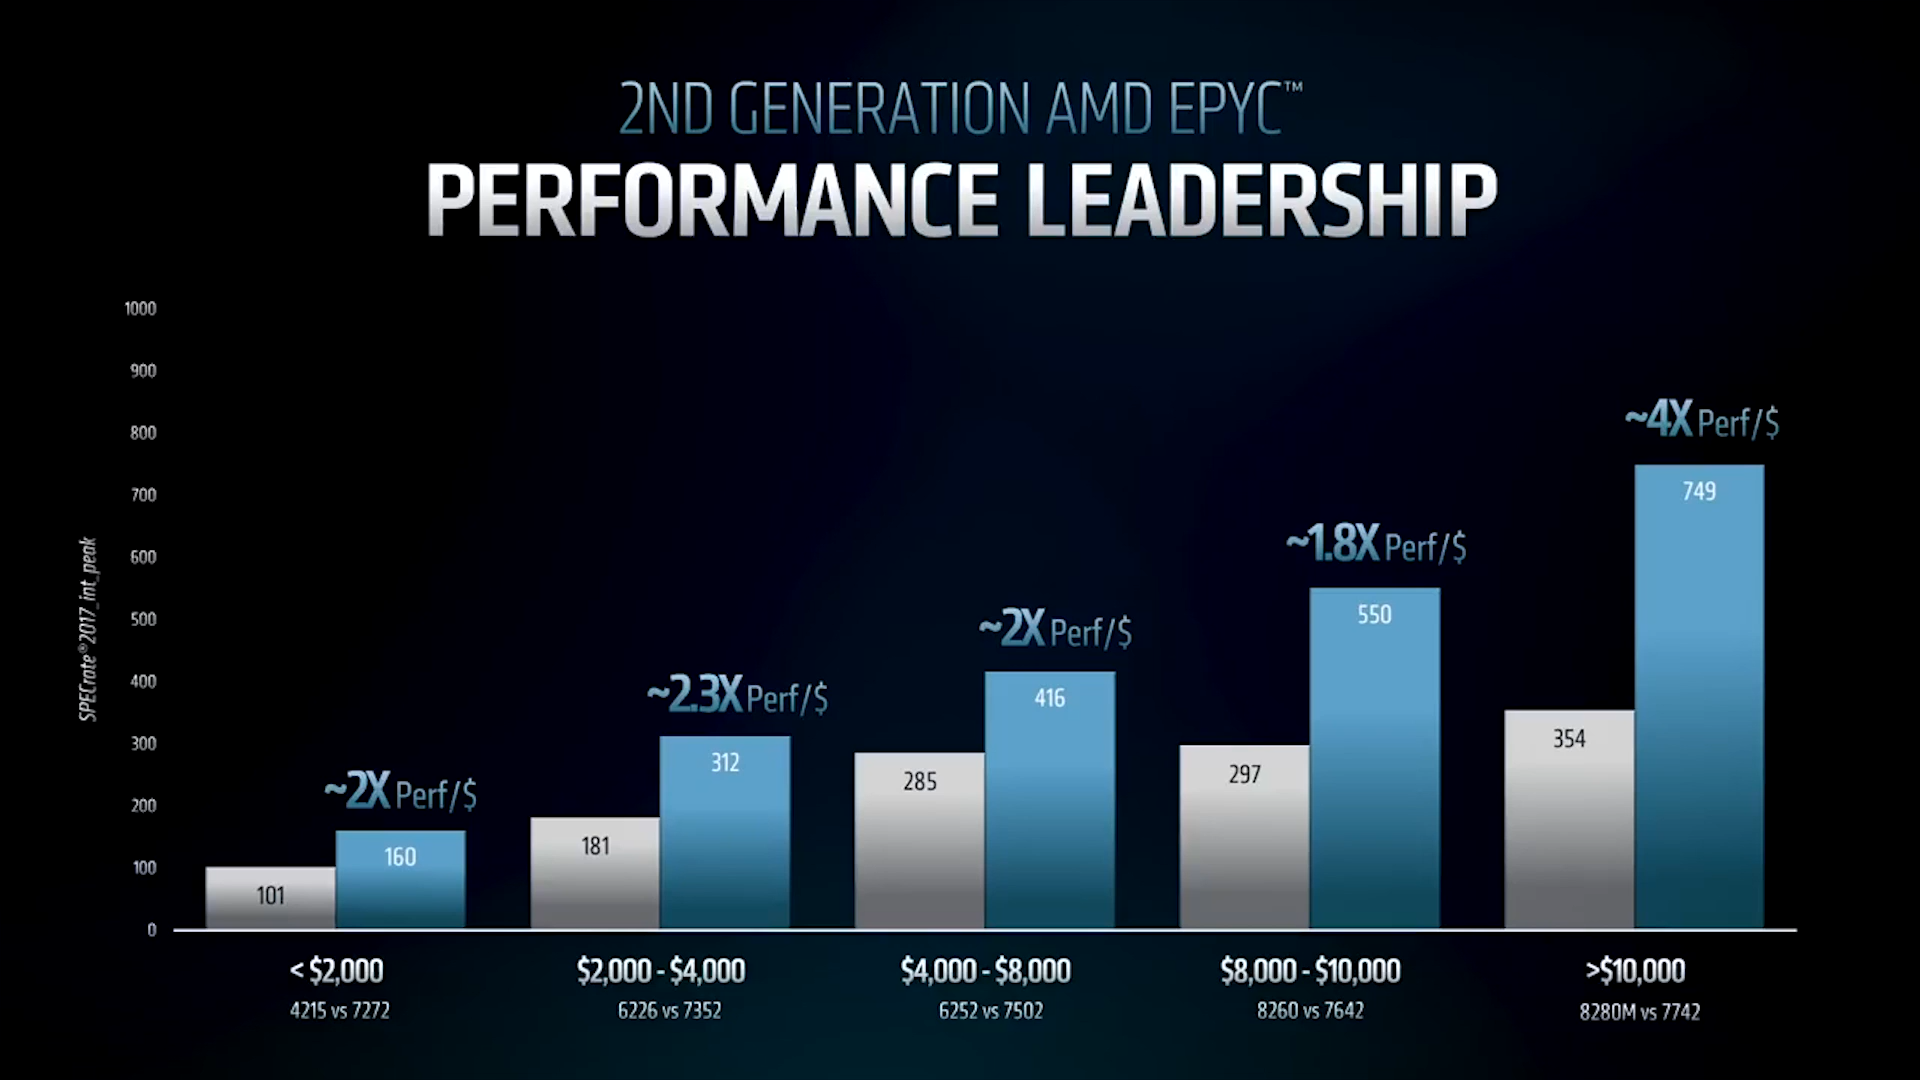 2ND GENERATION AMD EPYC™
PERFORMANCE LEADERSHIP
SPECrate®2017_int_peak
1000
900
800
700
600
500
400
300
200
100
0
101
~2X Perf/$
160
181
~2.3X Perf/$
312
285
~2X Perf/$
416
297
~1.8X Perf/$
550
354
~4X Perf/$
749
< $2,000
4215 vs 7272
$2,000 - $4,000
6226 vs 7352
$4,000 - $8,000
6252 vs 7502
$8,000 - $10,000
8260 vs 7642
>$10,000
8280M vs 7742